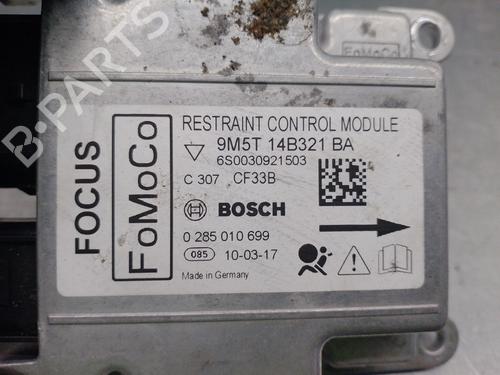 FoMoCo
B-PARTS
FOCUS
FoMoCo
RESTRAINT CONTROL MODULE
9M5T 14B321 BA
6S0030921503
C 307 CF33B
BOSCH
0 285 010 699
085 10-03-17
Made in Germany